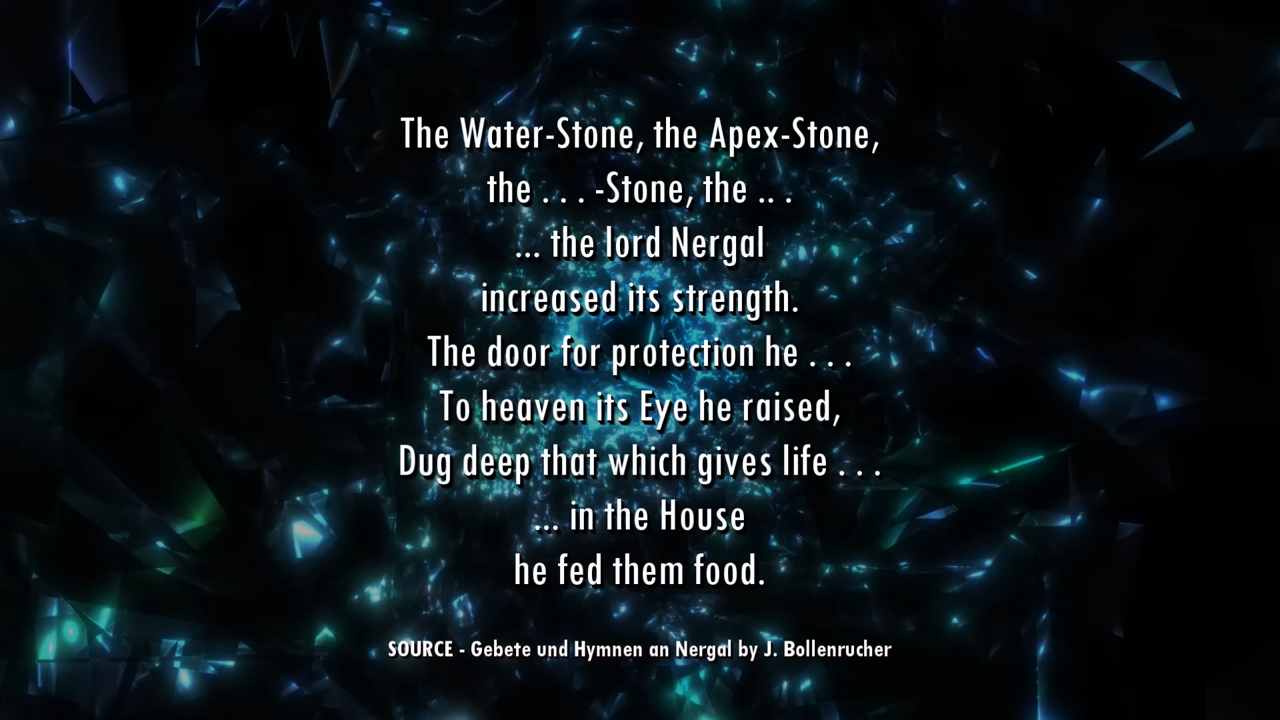 The Water-Stone, the Apex-Stone,
the . . . -Stone, the .. .
... the lord Nergal
increased its strength.
The door for protection he . . .
To heaven its Eye he raised,
Dug deep that which gives life . . .
... in the House
he fed them food.
SOURCE - Gebete und Hymnen an Nergal by J. Bollenrucher